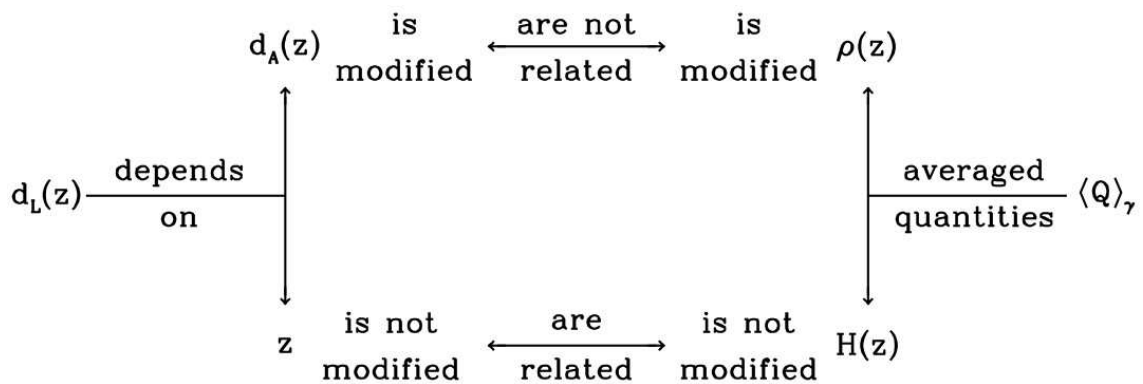 d_A(z) is modified are not related is modified ρ(z)
d_L(z) depends on averaged quantities ⟨Q⟩_γ
z is not modified are related is not modified H(z)